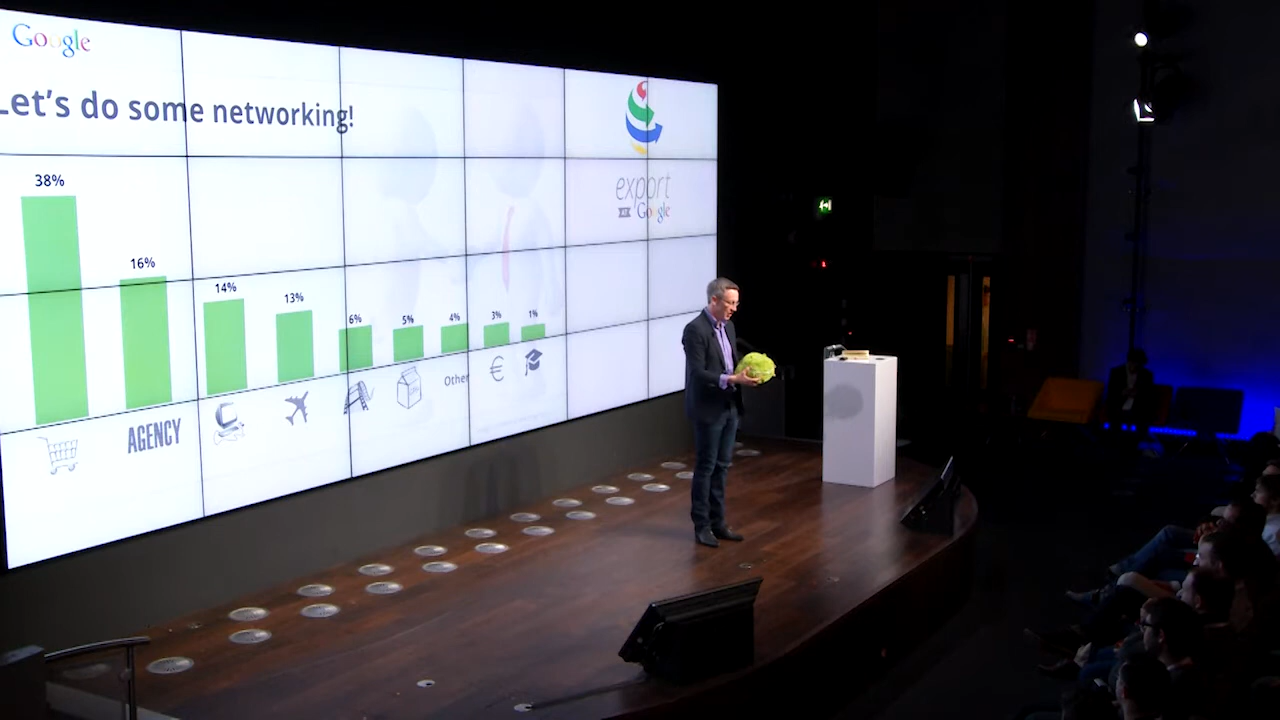 Google
Let's do some networking!
export
Google
38%
16%
14%
13%
6%
5%
4%
3%
1%
AGENCY
Other
€